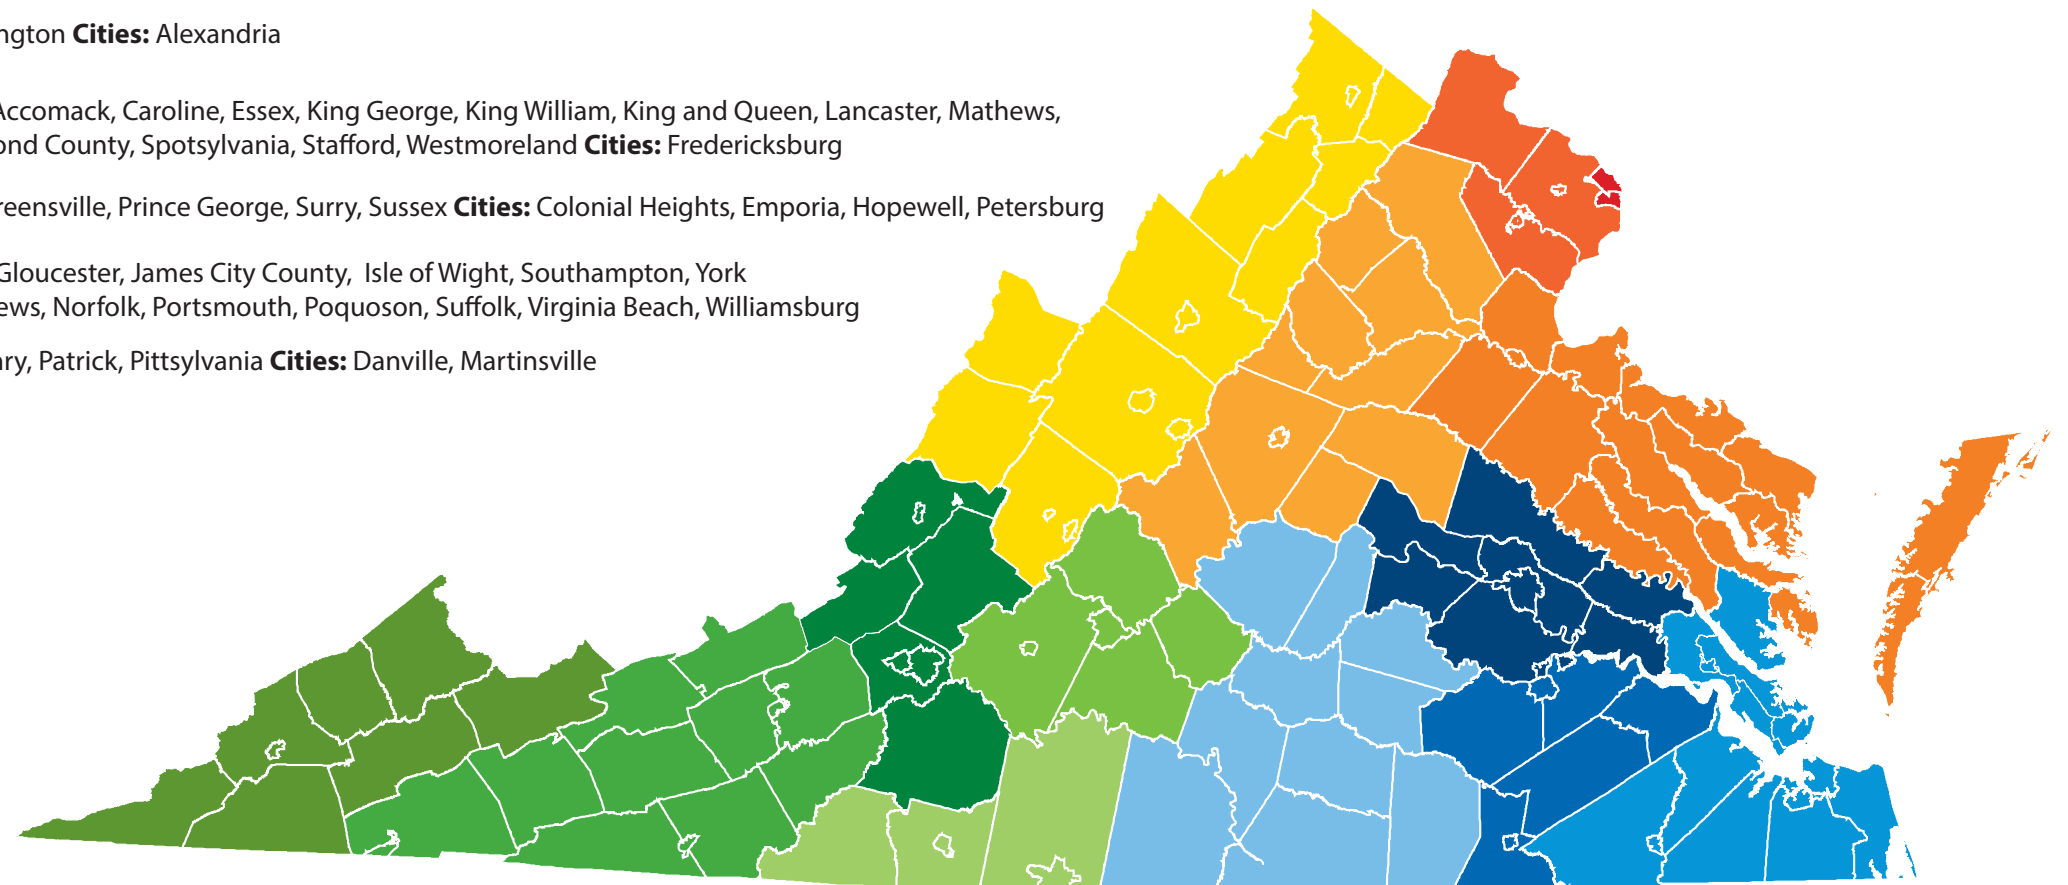 ngton Cities: Alexandria
Accomack, Caroline, Essex, King George, King William, King and Queen, Lancaster, Mathews,
ond County, Spotsylvania, Stafford, Westmoreland Cities: Fredericksburg
reensville, Prince George, Surry, Sussex Cities: Colonial Heights, Emporia, Hopewell, Petersburg
Gloucester, James City County, Isle of Wight, Southampton, York
ews, Norfolk, Portsmouth, Poquoson, Suffolk, Virginia Beach, Williamsburg
nry, Patrick, Pittsylvania Cities: Danville, Martinsville